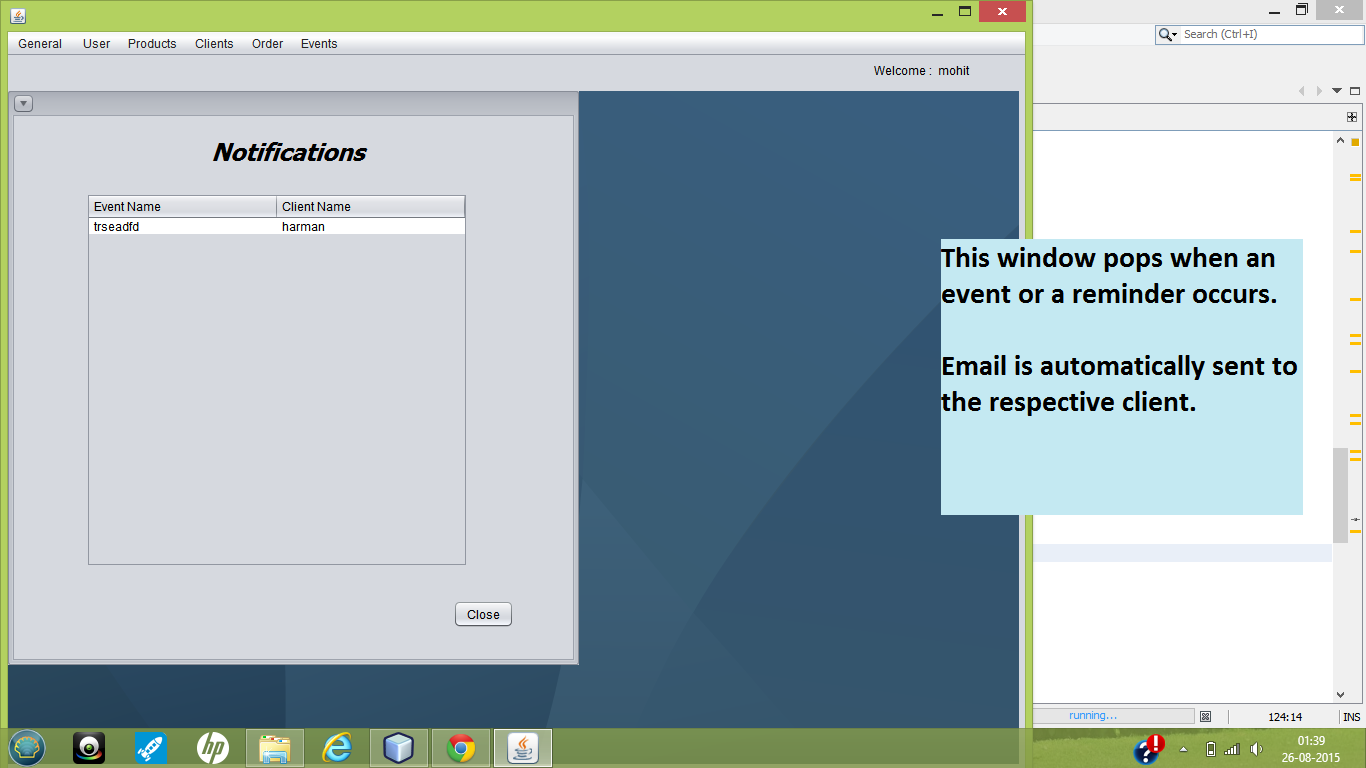 General User Products Clients Order Events
Search (Ctrl+I)
Welcome : mohit
Notifications
Event Name Client Name
trseadfd harman
This window pops when an
event or a reminder occurs.
Email is automatically sent to
the respective client.
Close
running...
124:14 INS
hp
01:39
26-08-2015